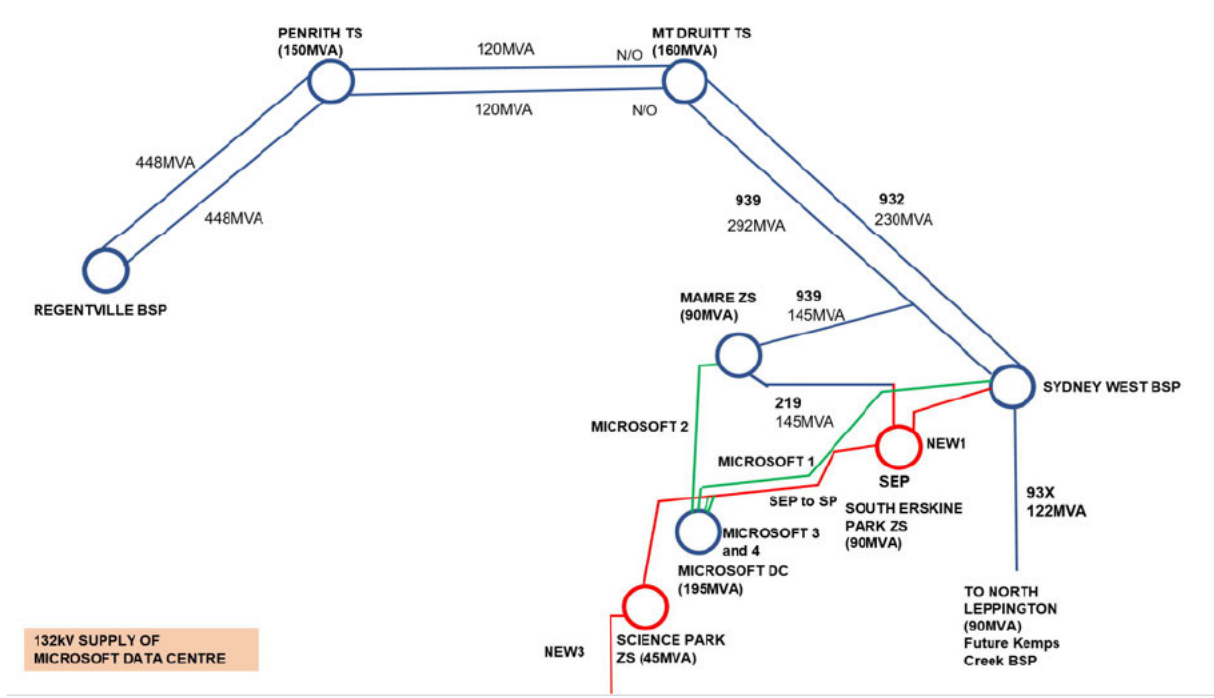 PENRITH TS
(150MVA)
120MVA
N/O
MT DRUITT TS
(160MVA)
120MVA
N/O
448MVA
448MVA
939
292MVA
932
230MVA
REGENTVILLE BSP
MAMRE ZS
(90MVA)
939
145MVA
SYDNEY WEST BSP
219
145MVA
MICROSOFT 2
NEW1
MICROSOFT 1
SEP
SEP to SP
SOUTH ERSKINE
PARK ZS
(90MVA)
93X
122MVA
MICROSOFT 3
and 4
MICROSOFT DC
(195MVA)
TO NORTH
LEPPINGTON
(90MVA)
Future Kemps
Creek BSP
132kV SUPPLY OF
MICROSOFT DATA CENTRE
NEW3
SCIENCE PARK
ZS (45MVA)